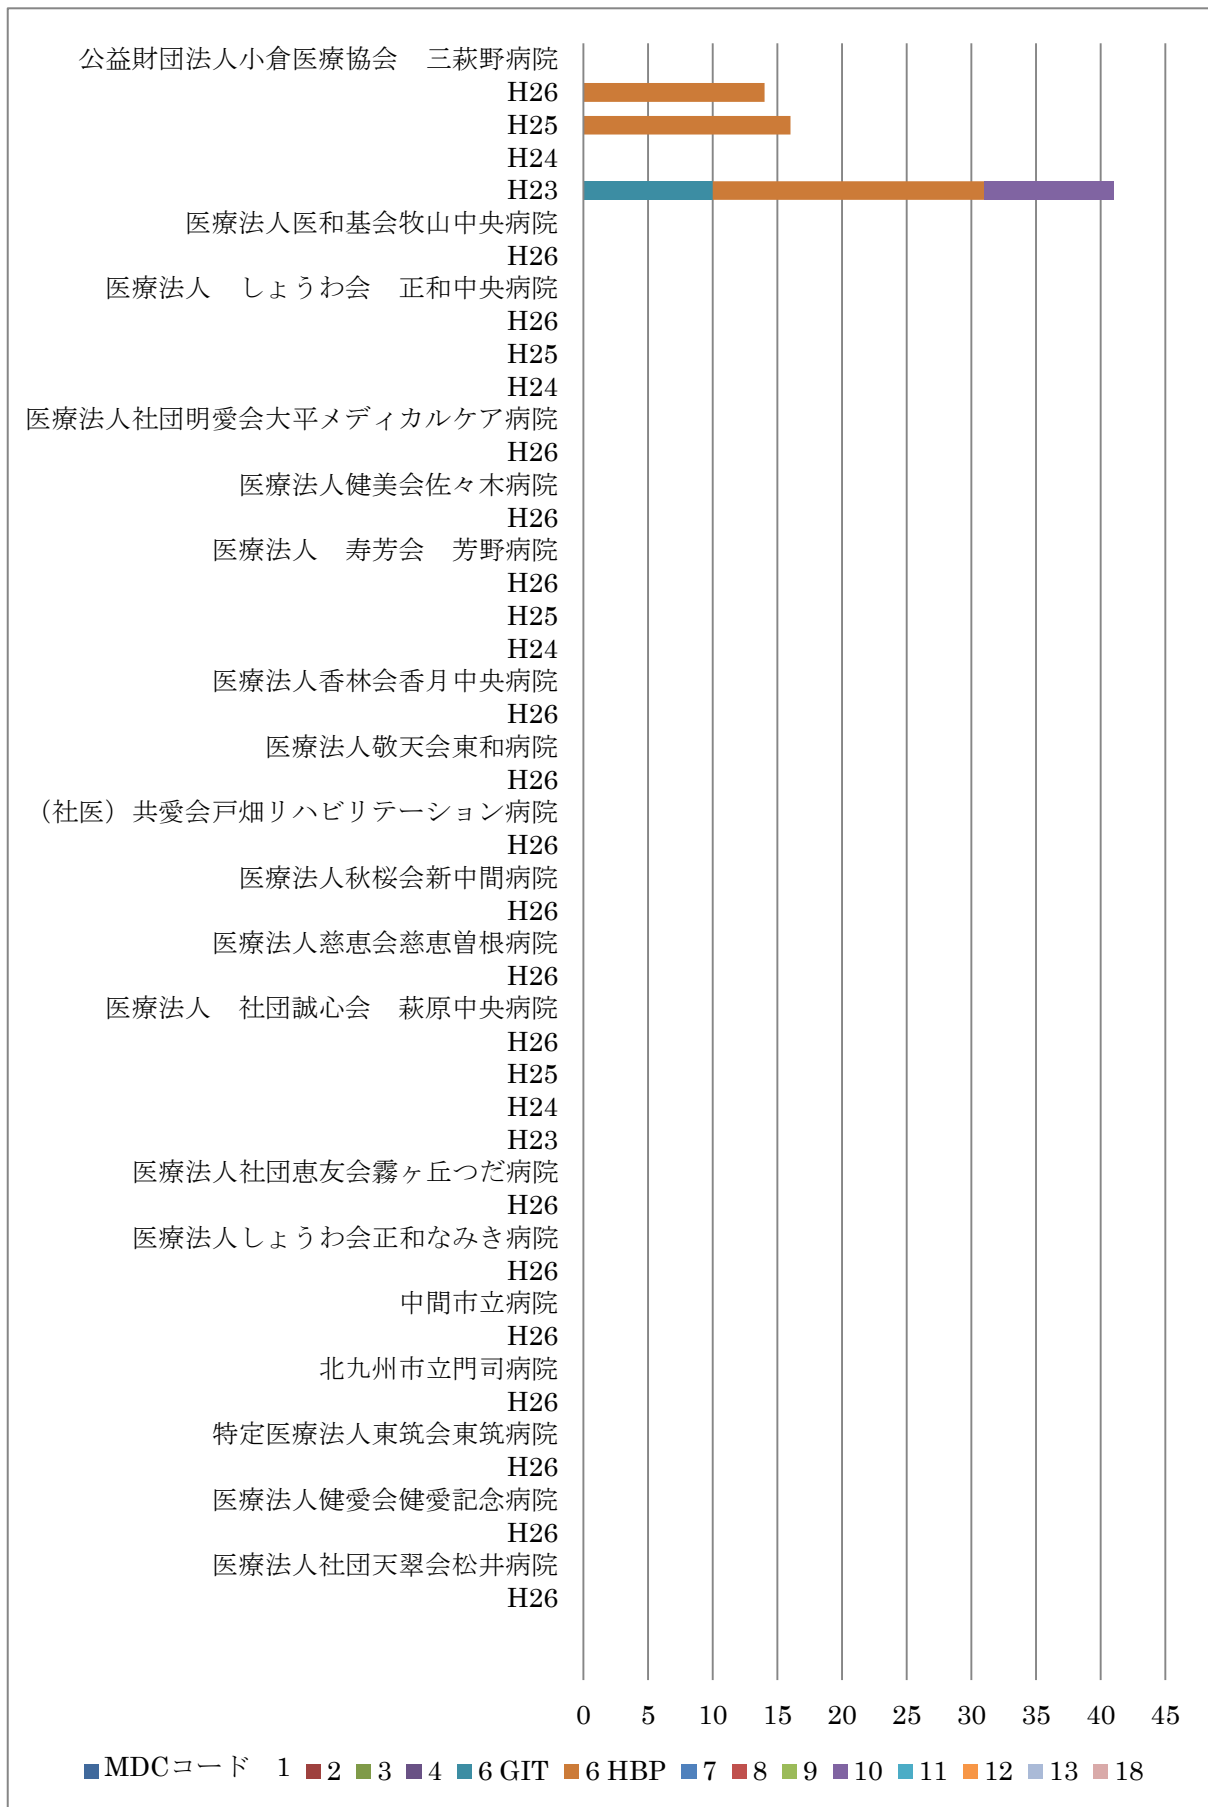 公益財団法人小倉医療協会　三萩野病院
H26
H25
H24
H23
医療法人医和基会牧山中央病院
H26
医療法人　しょうわ会　正和中央病院
H26
H25
H24
医療法人社団明愛会大平メディカルケア病院
H26
医療法人健美会佐々木病院
H26
医療法人　寿芳会　芳野病院
H26
H25
H24
医療法人香林会香月中央病院
H26
医療法人敬天会東和病院
H26
（社医）共愛会戸畑リハビリテーション病院
H26
医療法人秋桜会新中間病院
H26
医療法人慈恵会慈恵曽根病院
H26
医療法人　社団誠心会　萩原中央病院
H26
H25
H24
H23
医療法人社団恵友会霧ヶ丘つだ病院
H26
医療法人しょうわ会正和なみき病院
H26
中間市立病院
H26
北九州市立門司病院
H26
特定医療法人東筑会東筑病院
H26
医療法人健愛会健愛記念病院
H26
医療法人社団天翠会松井病院
H26
0 5 10 15 20 25 30 35 40 45
MDCコード　1 2 3 4 6 GIT 6 HBP 7 8 9 10 11 12 13 18